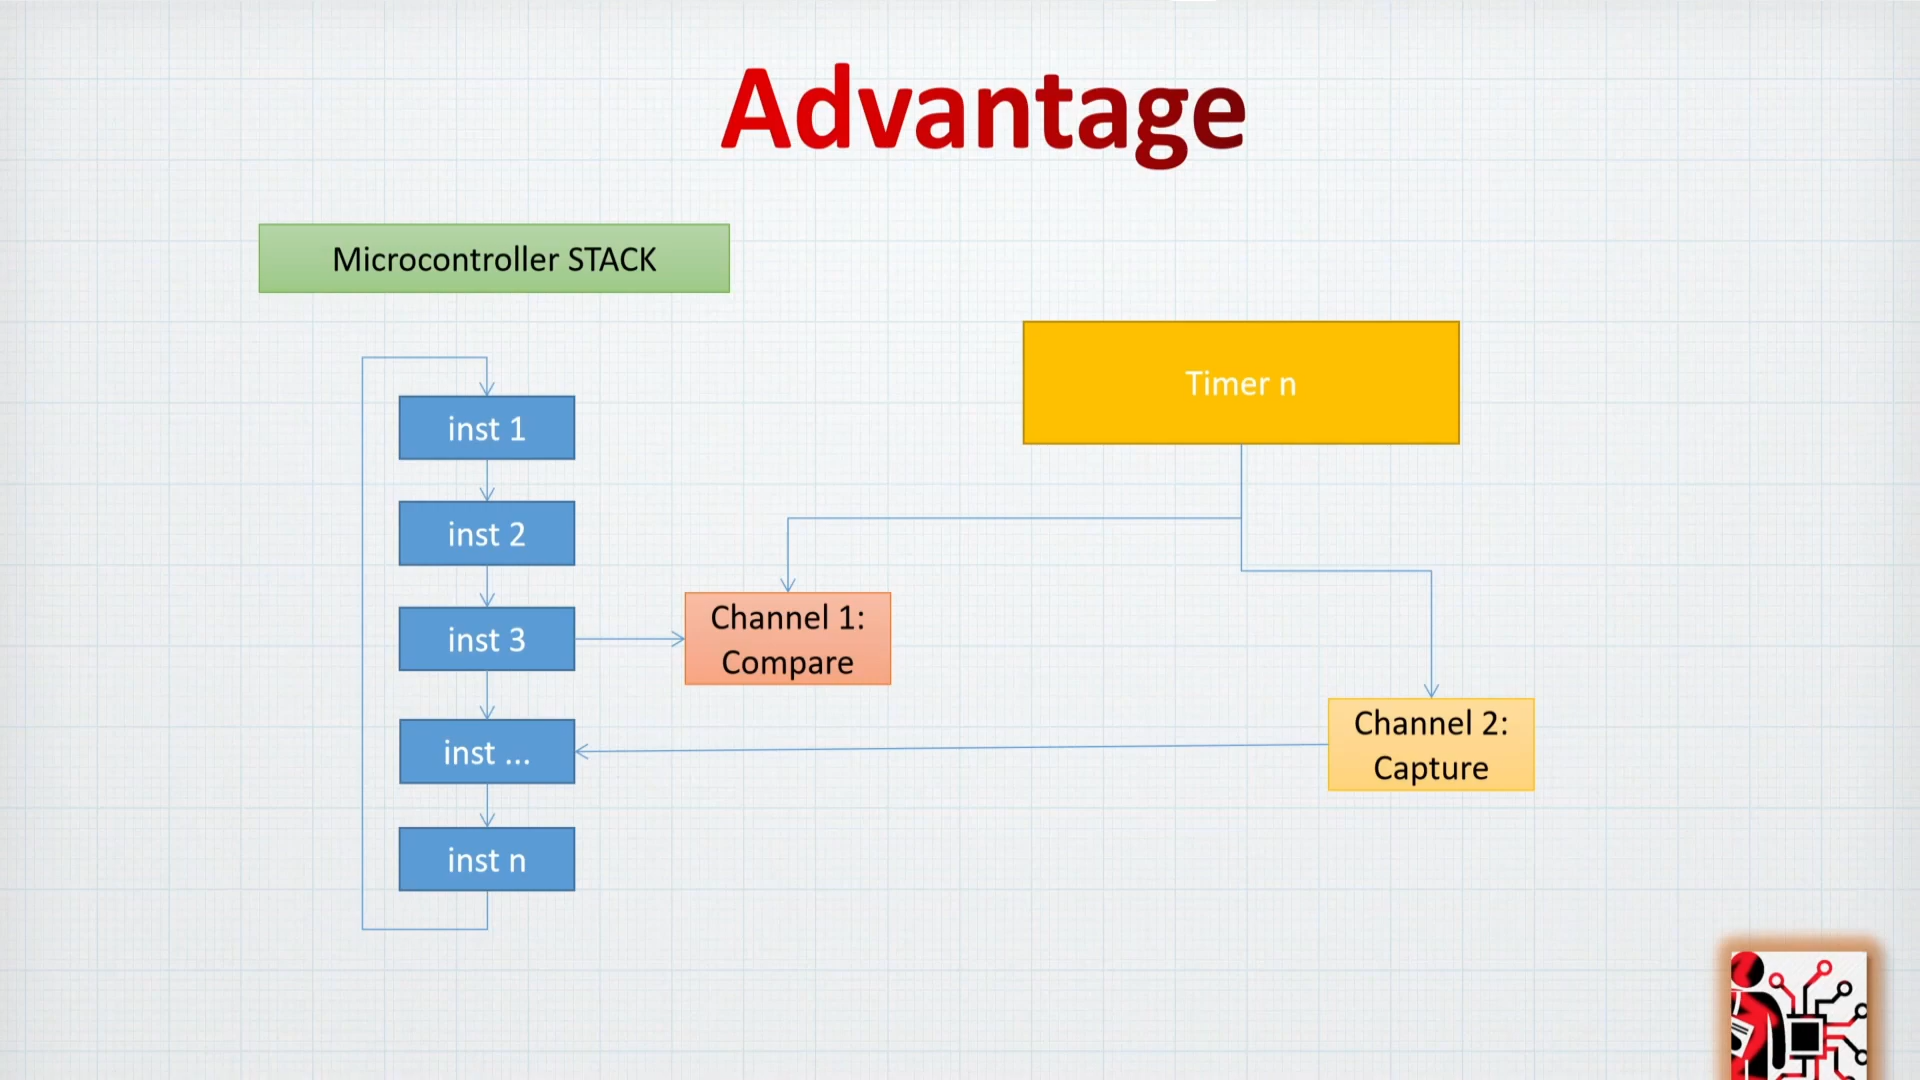 Advantage
Microcontroller STACK
Timer n
inst 1
inst 2
inst 3
inst ...
inst n
Channel 1:
Compare
Channel 2:
Capture